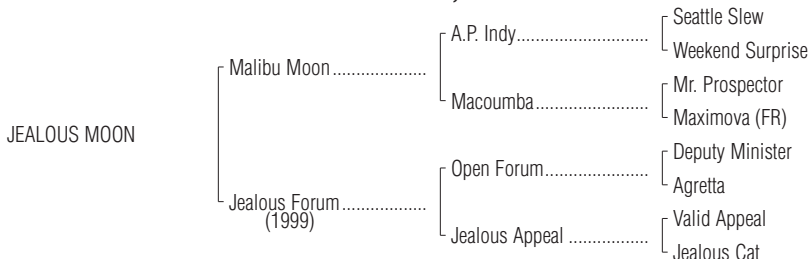 Seattle Slew
A.P. Indy
Weekend Surprise
Malibu Moon
Mr. Prospector
Macoumba
Maximova (FR)
JEALOUS MOON
Deputy Minister
Open Forum
Agretta
Jealous Forum
(1999)
Valid Appeal
Jealous Appeal
Jealous Cat